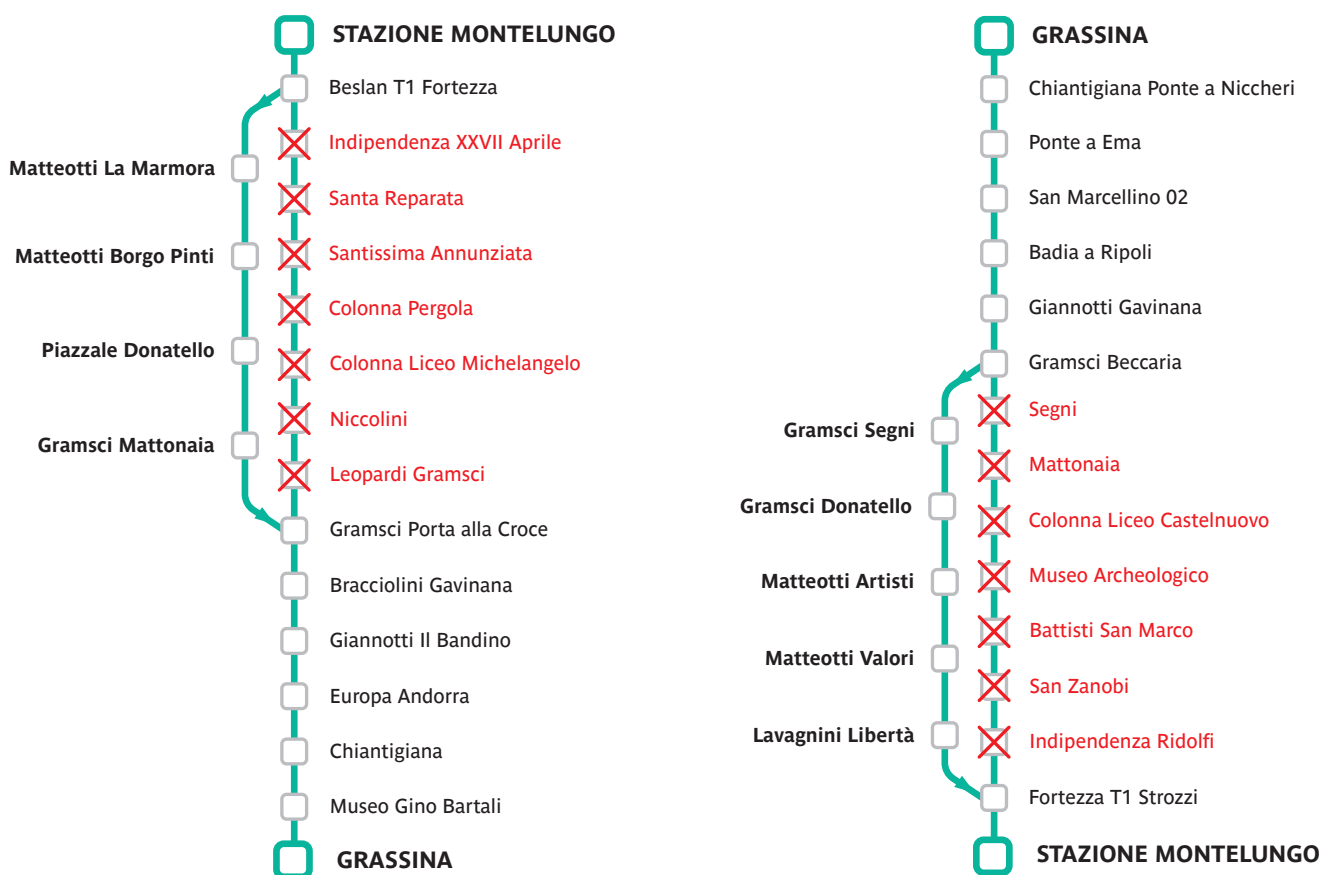 STAZIONE MONTELUNGO
Beslan T1 Fortezza
Indipendenza XXVII Aprile
Matteotti La Marmora
Santa Reparata
Santissima Annunziata
Matteotti Borgo Pinti
Colonna Pergola
Piazzale Donatello
Colonna Liceo Michelangelo
Niccolini
Gramsci Mattonaia
Leopardi Gramsci
Gramsci Porta alla Croce
Bracciolini Gavinana
Giannotti Il Bandino
Europa Andorra
Chiantigiana
Museo Gino Bartali
GRASSINA
GRASSINA
Chiantigiana Ponte a Niccheri
Ponte a Ema
San Marcellino 02
Badia a Ripoli
Giannotti Gavinana
Gramsci Beccaria
Segni
Gramsci Segni
Mattonaia
Gramsci Donatello
Colonna Liceo Castelnuovo
Museo Archeologico
Matteotti Artisti
Battisti San Marco
Matteotti Valori
San Zanobi
Lavagnini Libertà
Indipendenza Ridolfi
Fortezza T1 Strozzi
STAZIONE MONTELUNGO